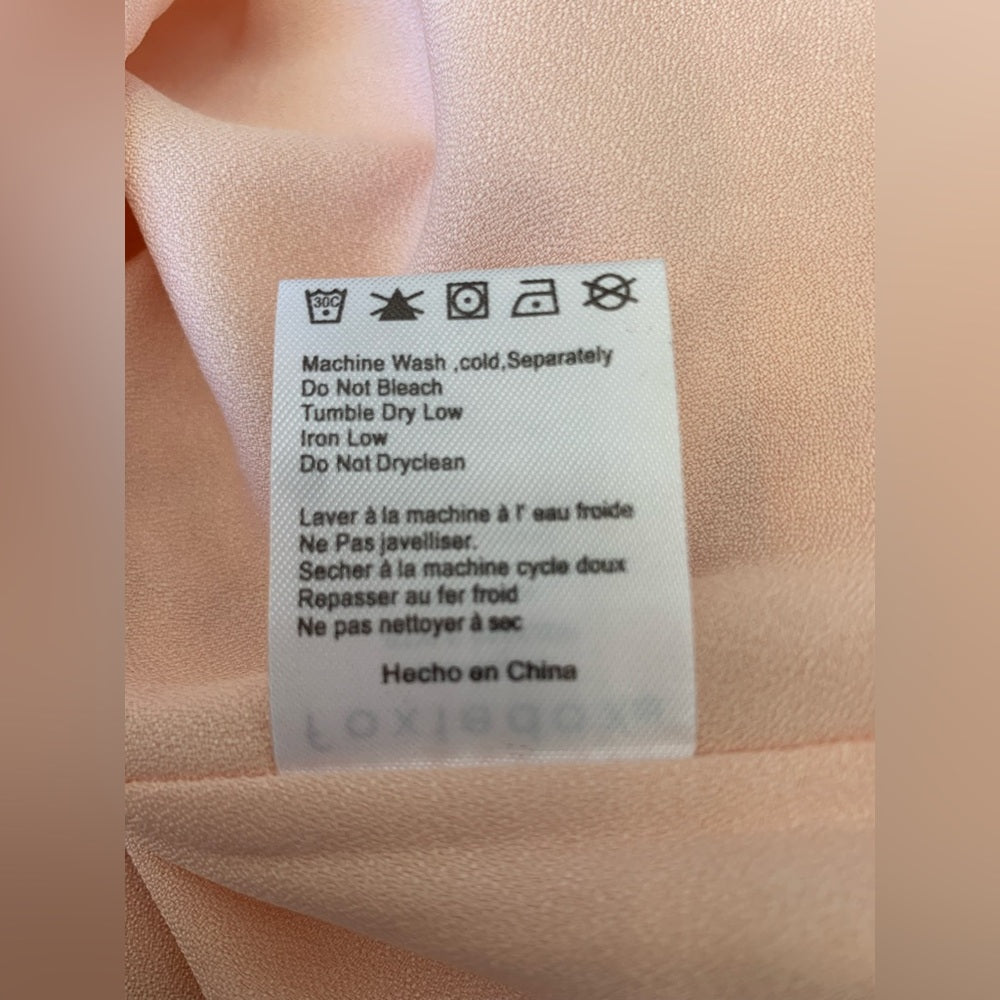 30C
Machine Wash ,cold,Separately
Do Not Bleach
Tumble Dry Low
Iron Low
Do Not Dryclean
Laver à la machine à l' eau froide
Ne Pas javelliser.
Secher à la machine cycle doux
Repasser au fer froid
Ne pas nettoyer à sec
Hecho en China
foxiedox